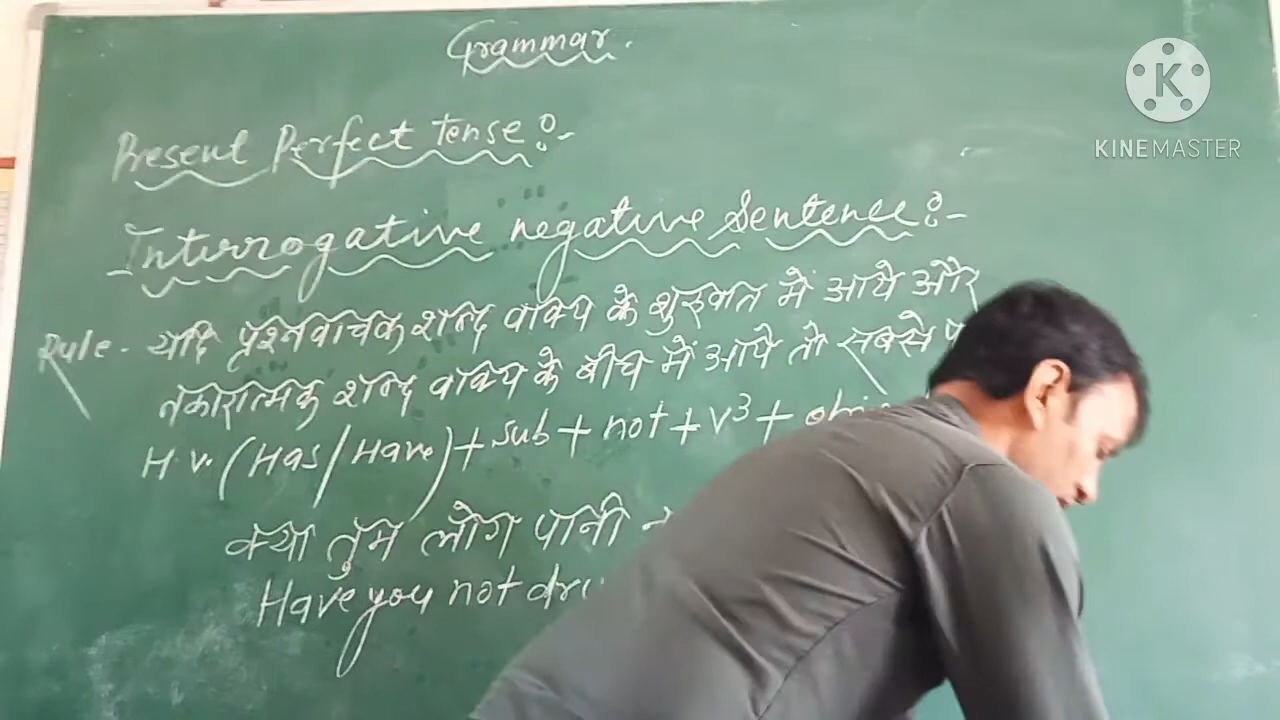 Grammar.
KINEMASTER
Present Perfect Tense:-
Interrogative negative Sentence:-
Rule- यदि प्रश्नवाचक शब्द वाक्य के शुरुवात में आये और
नकारात्मक शब्द वाक्य के बीच में आये तो सबसे
H.V. (Has/Have) + Sub + not + V3 +
क्या तुम लोग पानी
Have you not